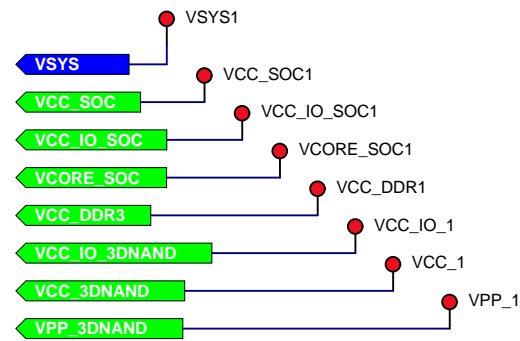 VSYS1
VSYS
VCC_SOC1
VCC_SOC
VCC_IO_SOC1
VCC_IO_SOC
VCORE_SOC1
VCORE_SOC
VCC_DDR1
VCC_DDR3
VCC_IO_1
VCC_IO_3DNAND
VCC_1
VCC_3DNAND
VPP_1
VPP_3DNAND